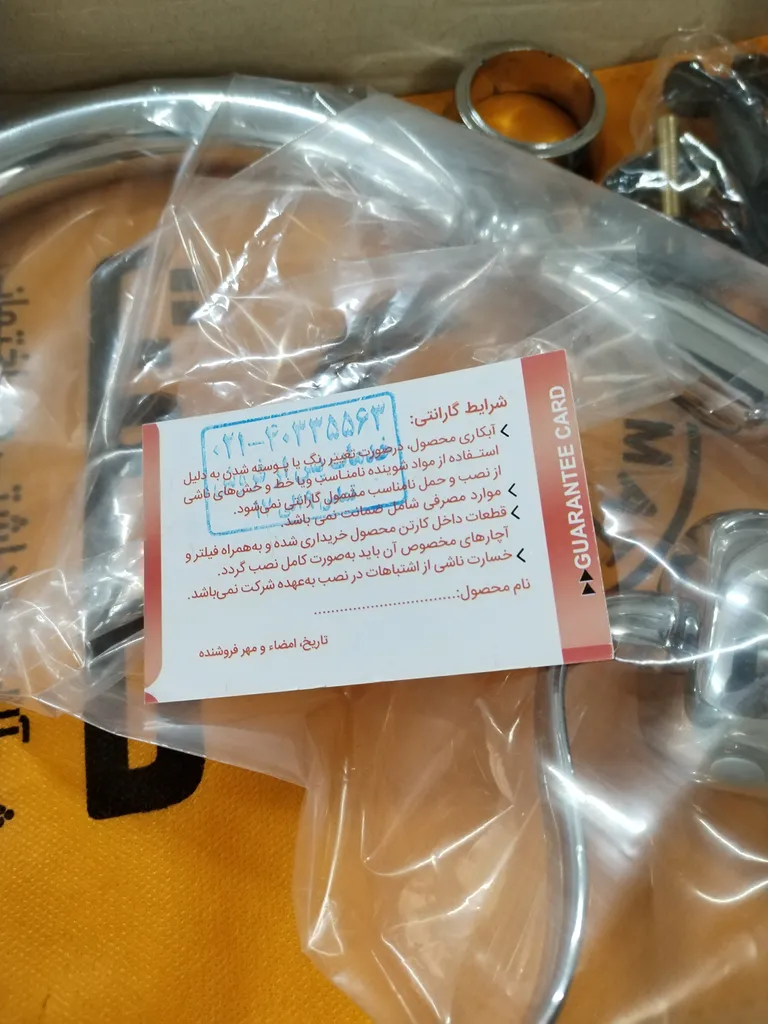 شرایط گارانتی:
آبکاری محصول، درصورت تغییر رنگ یا پوسته شدن به دلیل
استفاده از مواد شوینده نامناسب ویا خط و خش‌های ناشی
از نصب و حمل نامناسب مشمول گارانتی نمی‌شود.
موارد مصرفی شامل ضمانت نمی باشد.
قطعات داخل کارتن محصول خریداری شده و به‌همراه فیلتر و
آچارهای مخصوص آن باید به‌صورت کامل نصب گردد.
خسارت ناشی از اشتباهات در نصب به‌عهده شرکت نمی‌باشد.
نام محصول:................................
تاریخ، امضاء و مهر فروشنده
GUARANTEE CARD
۰۲۱-۴۰۳۳۵۵۶۳